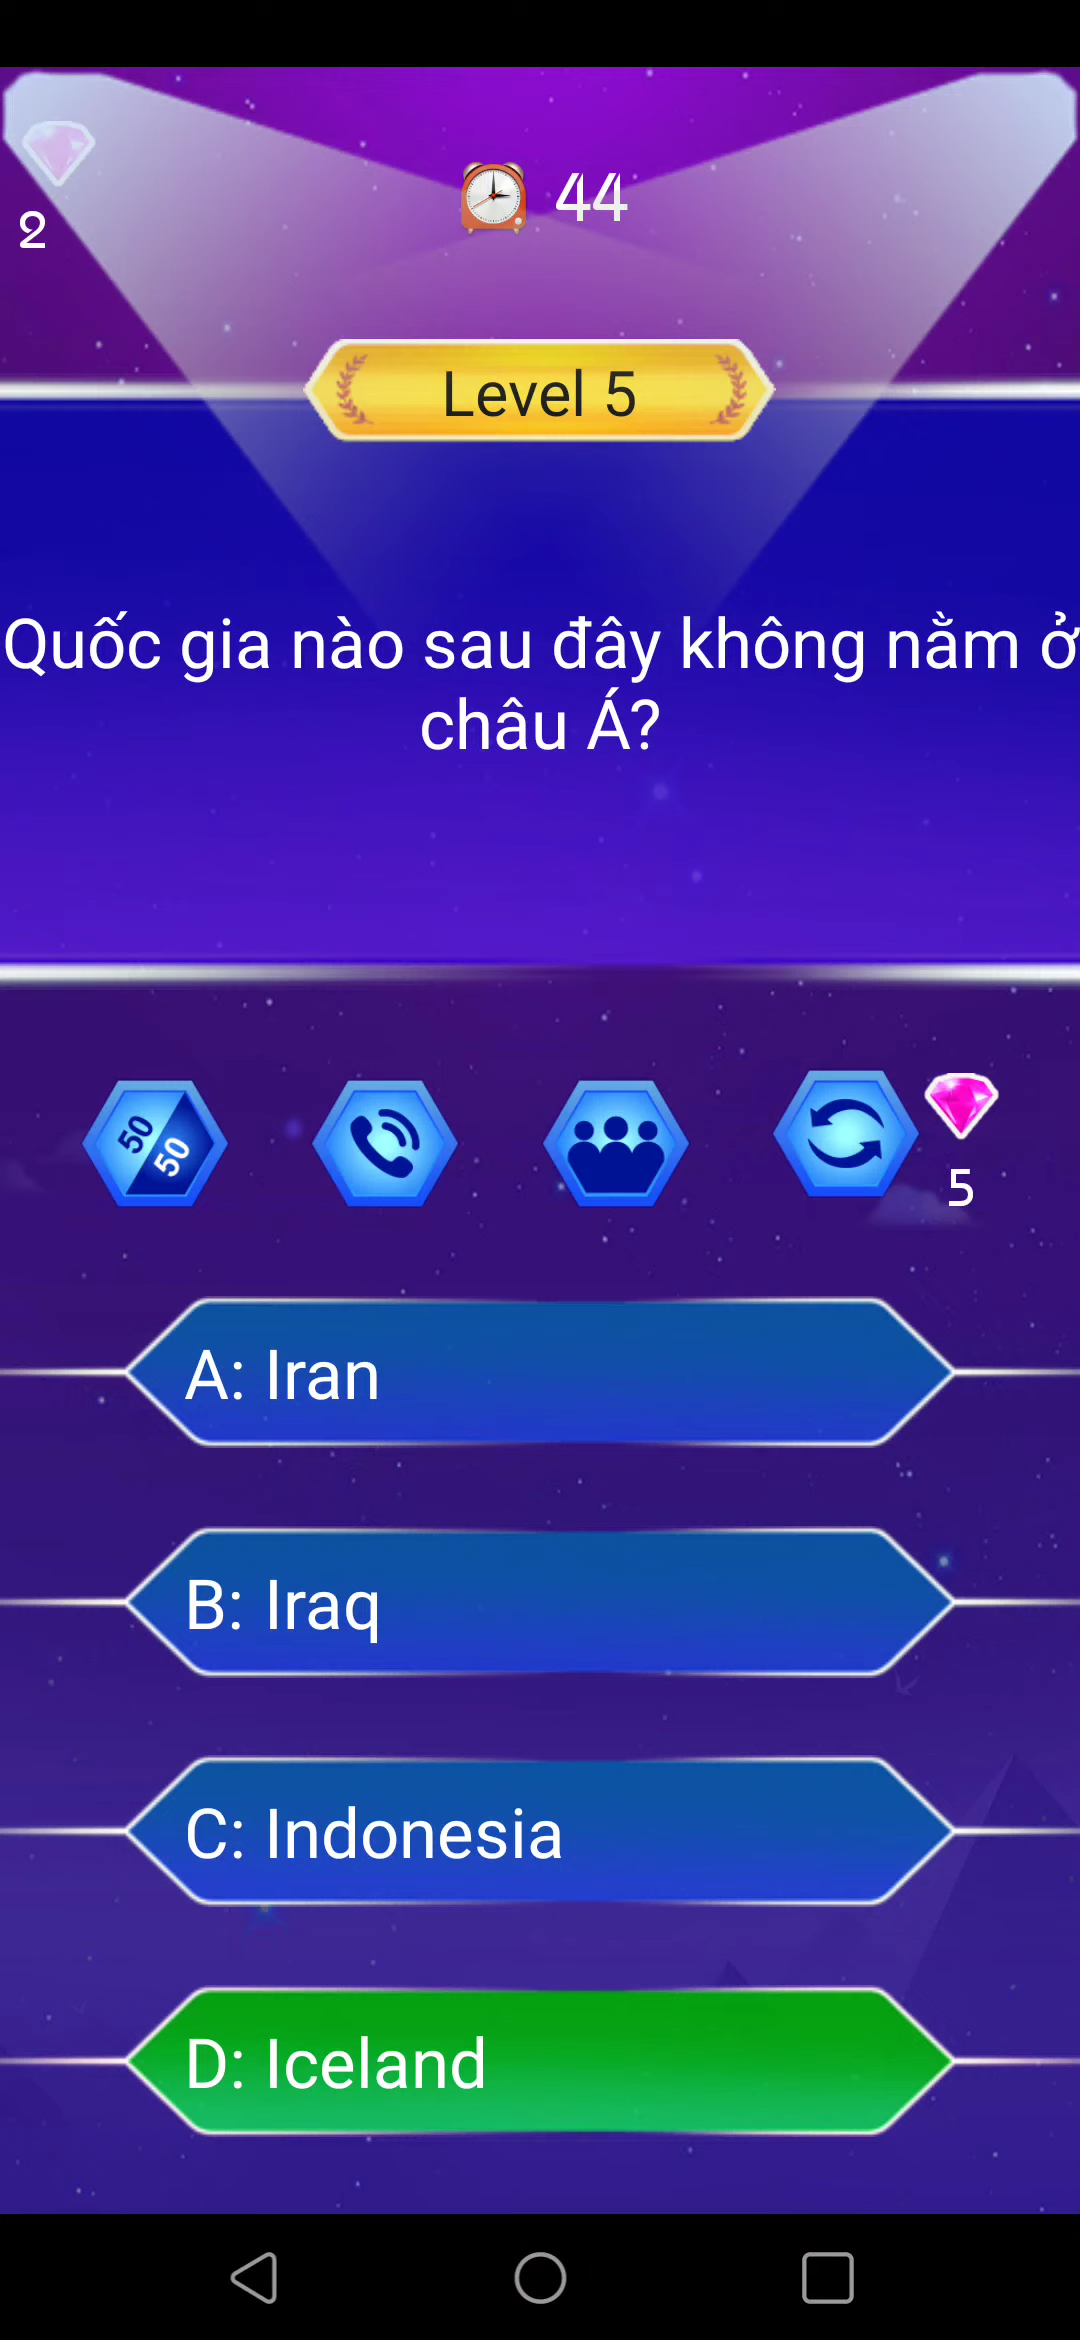 2
44
Level 5
Quốc gia nào sau đây không nằm ở
châu Á?
50
50
5
A: Iran
B: Iraq
C: Indonesia
D: Iceland